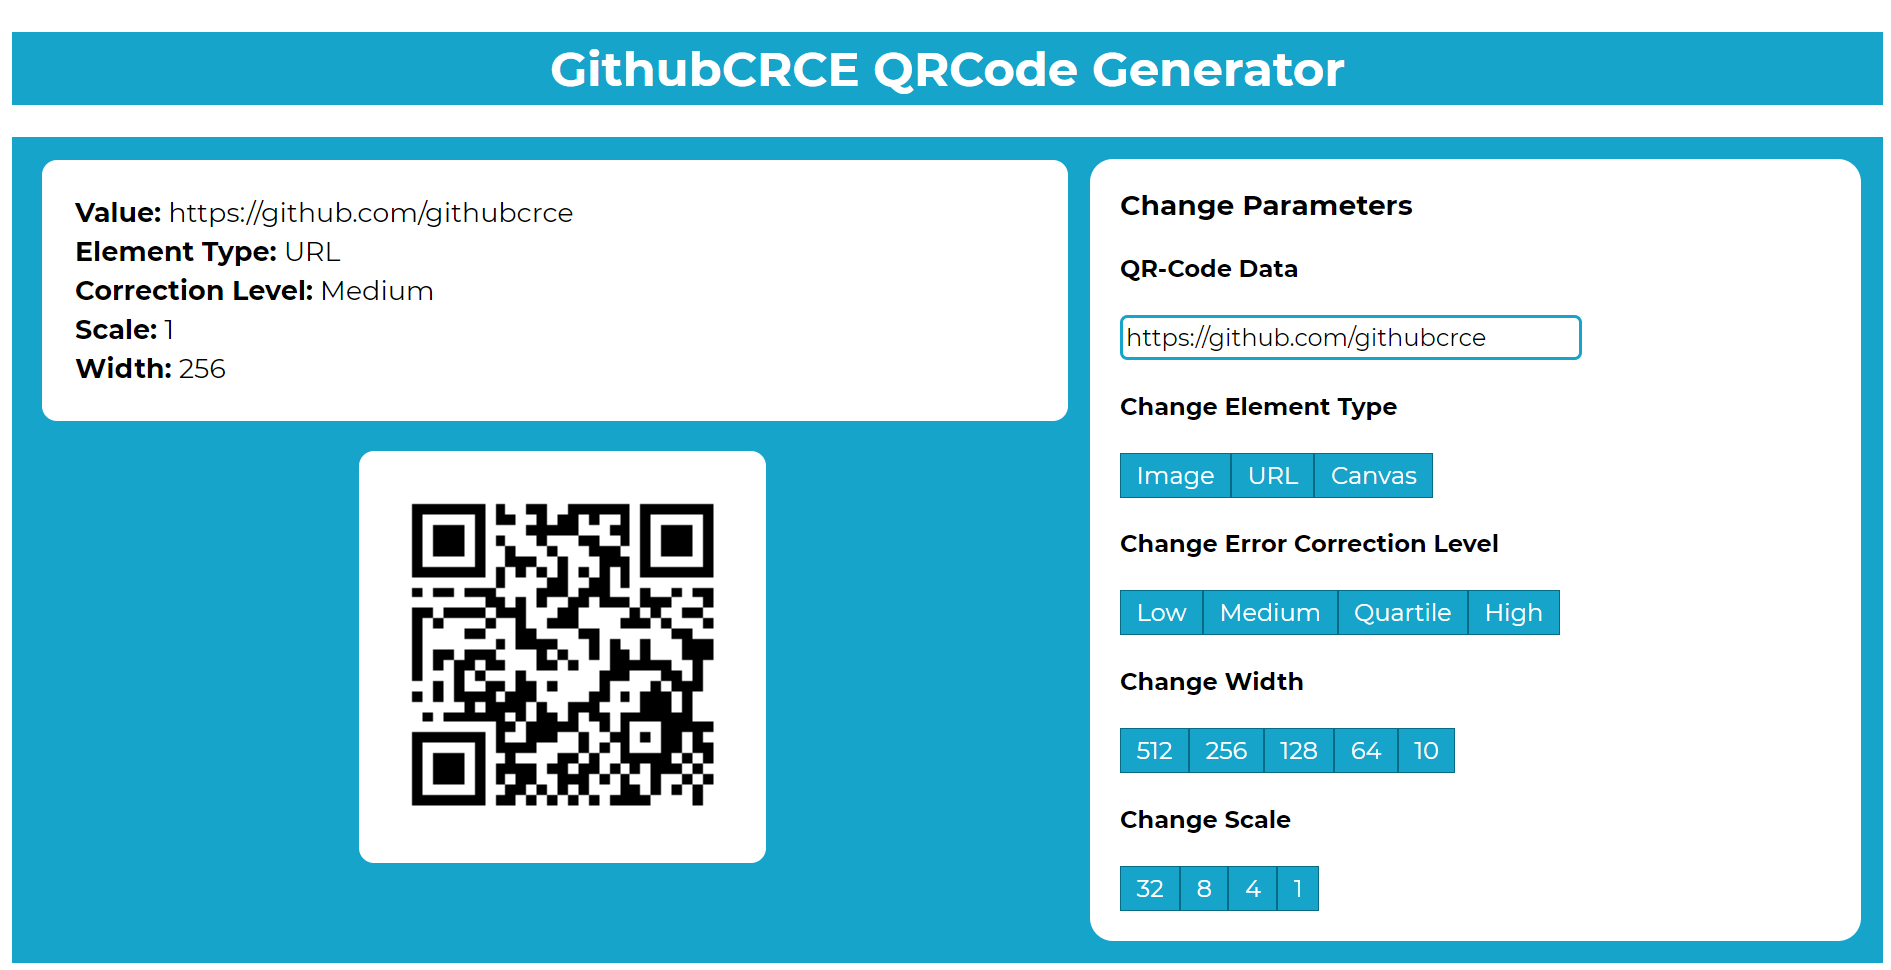 GithubCRCE QRCode Generator
Value: https://github.com/githubcrce
Element Type: URL
Correction Level: Medium
Scale: 1
Width: 256
Change Parameters
QR-Code Data
https://github.com/githubcrce
Change Element Type
Image URL Canvas
Change Error Correction Level
Low Medium Quartile High
Change Width
512 256 128 64 10
Change Scale
32 8 4 1